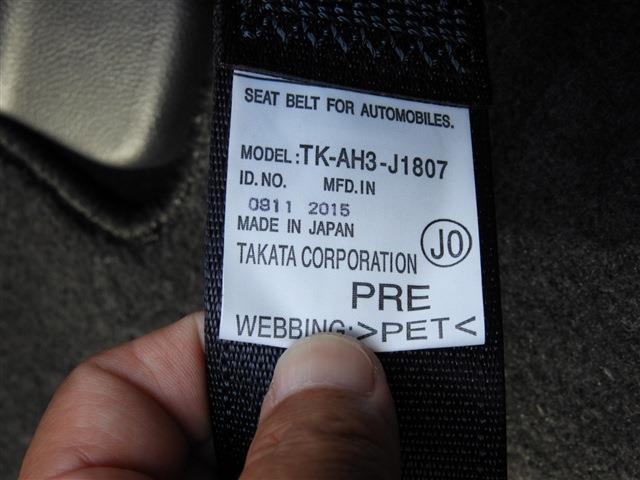 SEAT BELT FOR AUTOMOBILES.
MODEL:TK-AH3-J1807
ID.NO. MFD.IN
0811 2015
MADE IN JAPAN
TAKATA CORPORATION JO
PRE
WEBBING:>PET<